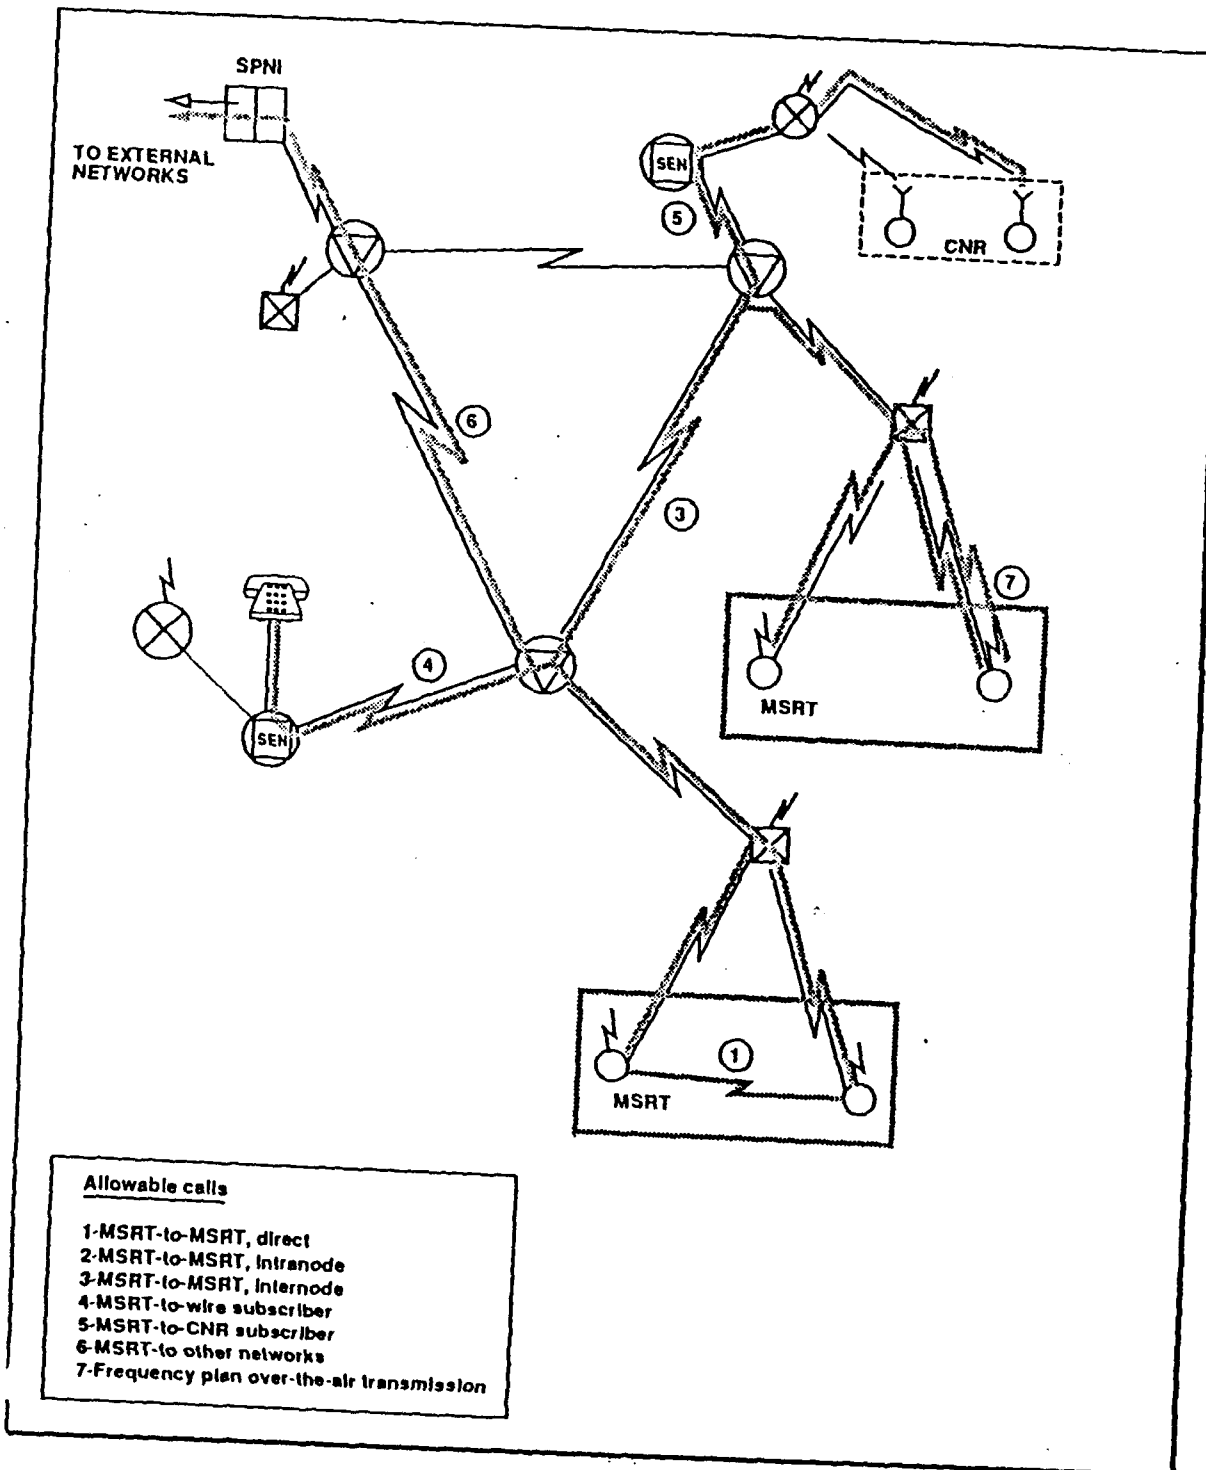 SPNI
TO EXTERNAL
NETWORKS
SEN
5
CNR
6
3
7
4
MSRT
SEN
1
MSRT
Allowable calls
1-MSRT-to-MSRT, direct
2-MSRT-to-MSRT, Intranode
3-MSRT-to-MSRT, Internode
4-MSRT-to-wire subscriber
5-MSRT-to-CNR subscriber
6-MSRT-to other networks
7-Frequency plan over-the-air transmission